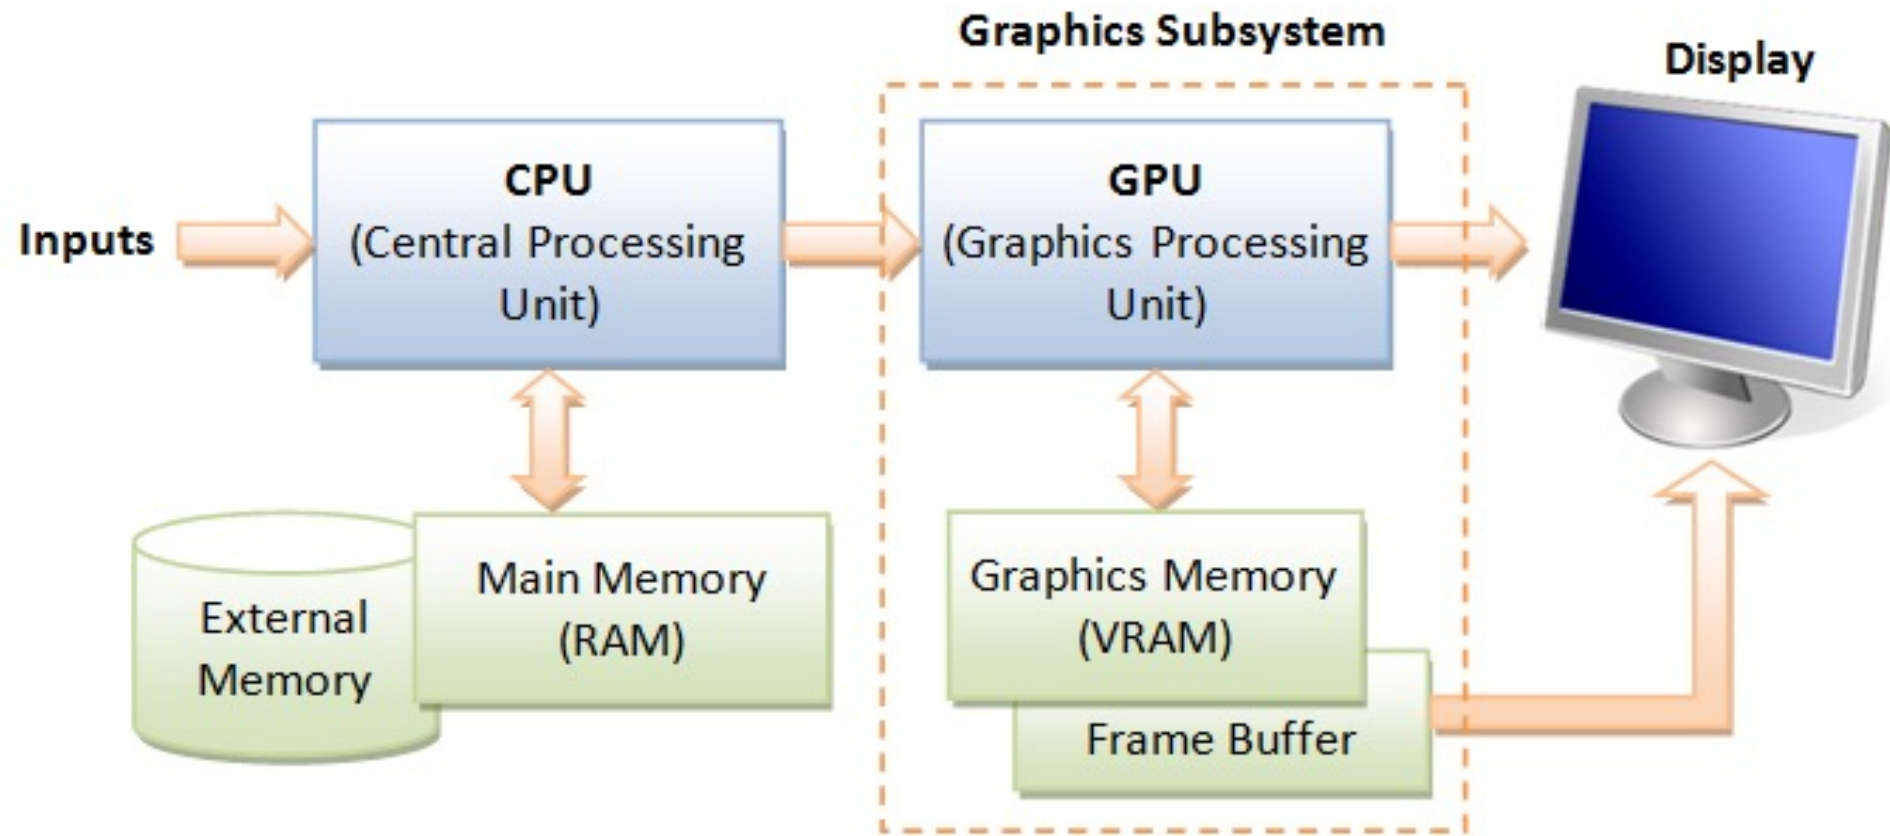 Graphics Subsystem
Display
Inputs
CPU
(Central Processing
Unit)
GPU
(Graphics Processing
Unit)
External
Memory
Main Memory
(RAM)
Graphics Memory
(VRAM)
Frame Buffer